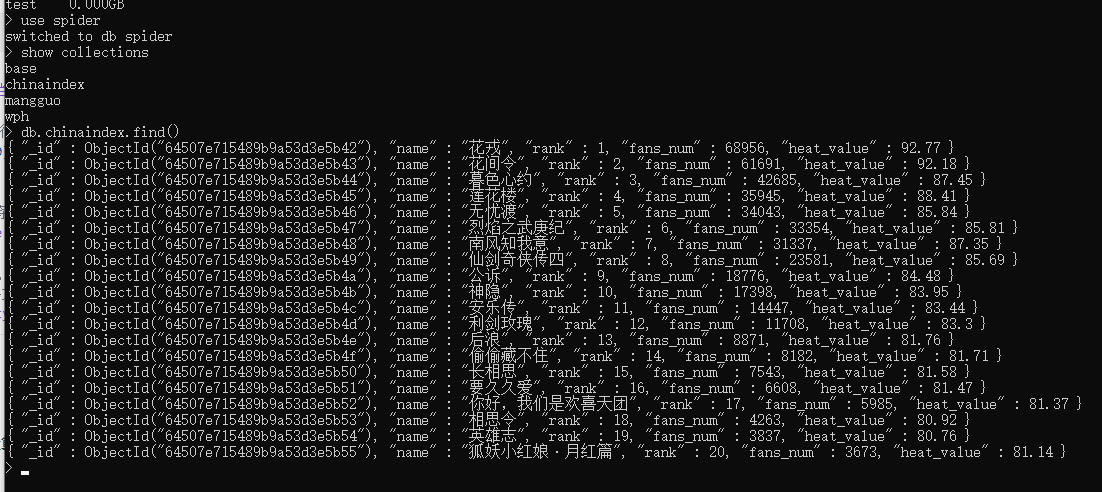 test    0.000GB
> use spider
switched to db spider
> show collections
base
chinaindex
mangguo
wph
> db.chinaindex.find()
{ "_id" : ObjectId("64507e715489b9a53d3e5b42"), "name" : "花戎", "rank" : 1, "fans_num" : 68956, "heat_value" : 92.77 }
{ "_id" : ObjectId("64507e715489b9a53d3e5b43"), "name" : "花间令", "rank" : 2, "fans_num" : 61691, "heat_value" : 92.18 }
{ "_id" : ObjectId("64507e715489b9a53d3e5b44"), "name" : "暮色心约", "rank" : 3, "fans_num" : 42685, "heat_value" : 87.45 }
{ "_id" : ObjectId("64507e715489b9a53d3e5b45"), "name" : "莲花楼", "rank" : 4, "fans_num" : 35945, "heat_value" : 88.41 }
{ "_id" : ObjectId("64507e715489b9a53d3e5b46"), "name" : "无忧渡", "rank" : 5, "fans_num" : 34043, "heat_value" : 85.84 }
{ "_id" : ObjectId("64507e715489b9a53d3e5b47"), "name" : "烈焰之武庚纪", "rank" : 6, "fans_num" : 33354, "heat_value" : 85.81 }
{ "_id" : ObjectId("64507e715489b9a53d3e5b48"), "name" : "南风知我意", "rank" : 7, "fans_num" : 31337, "heat_value" : 87.35 }
{ "_id" : ObjectId("64507e715489b9a53d3e5b49"), "name" : "仙剑奇侠传四", "rank" : 8, "fans_num" : 23581, "heat_value" : 85.69 }
{ "_id" : ObjectId("64507e715489b9a53d3e5b4a"), "name" : "公诉", "rank" : 9, "fans_num" : 18776, "heat_value" : 84.48 }
{ "_id" : ObjectId("64507e715489b9a53d3e5b4b"), "name" : "神隐", "rank" : 10, "fans_num" : 17398, "heat_value" : 83.95 }
{ "_id" : ObjectId("64507e715489b9a53d3e5b4c"), "name" : "安乐传", "rank" : 11, "fans_num" : 14447, "heat_value" : 83.44 }
{ "_id" : ObjectId("64507e715489b9a53d3e5b4d"), "name" : "利剑玫瑰", "rank" : 12, "fans_num" : 11708, "heat_value" : 83.3 }
{ "_id" : ObjectId("64507e715489b9a53d3e5b4e"), "name" : "后浪", "rank" : 13, "fans_num" : 8871, "heat_value" : 81.76 }
{ "_id" : ObjectId("64507e715489b9a53d3e5b4f"), "name" : "偷偷藏不住", "rank" : 14, "fans_num" : 8182, "heat_value" : 81.71 }
{ "_id" : ObjectId("64507e715489b9a53d3e5b50"), "name" : "长相思", "rank" : 15, "fans_num" : 7543, "heat_value" : 81.58 }
{ "_id" : ObjectId("64507e715489b9a53d3e5b51"), "name" : "要久久爱", "rank" : 16, "fans_num" : 6608, "heat_value" : 81.47 }
{ "_id" : ObjectId("64507e715489b9a53d3e5b52"), "name" : "你好，我们是欢喜天团", "rank" : 17, "fans_num" : 5985, "heat_value" : 81.37 }
{ "_id" : ObjectId("64507e715489b9a53d3e5b53"), "name" : "相思令", "rank" : 18, "fans_num" : 4263, "heat_value" : 80.92 }
{ "_id" : ObjectId("64507e715489b9a53d3e5b54"), "name" : "英雄志", "rank" : 19, "fans_num" : 3837, "heat_value" : 80.76 }
{ "_id" : ObjectId("64507e715489b9a53d3e5b55"), "name" : "狐妖小红娘·月红篇", "rank" : 20, "fans_num" : 3673, "heat_value" : 81.14 }
>